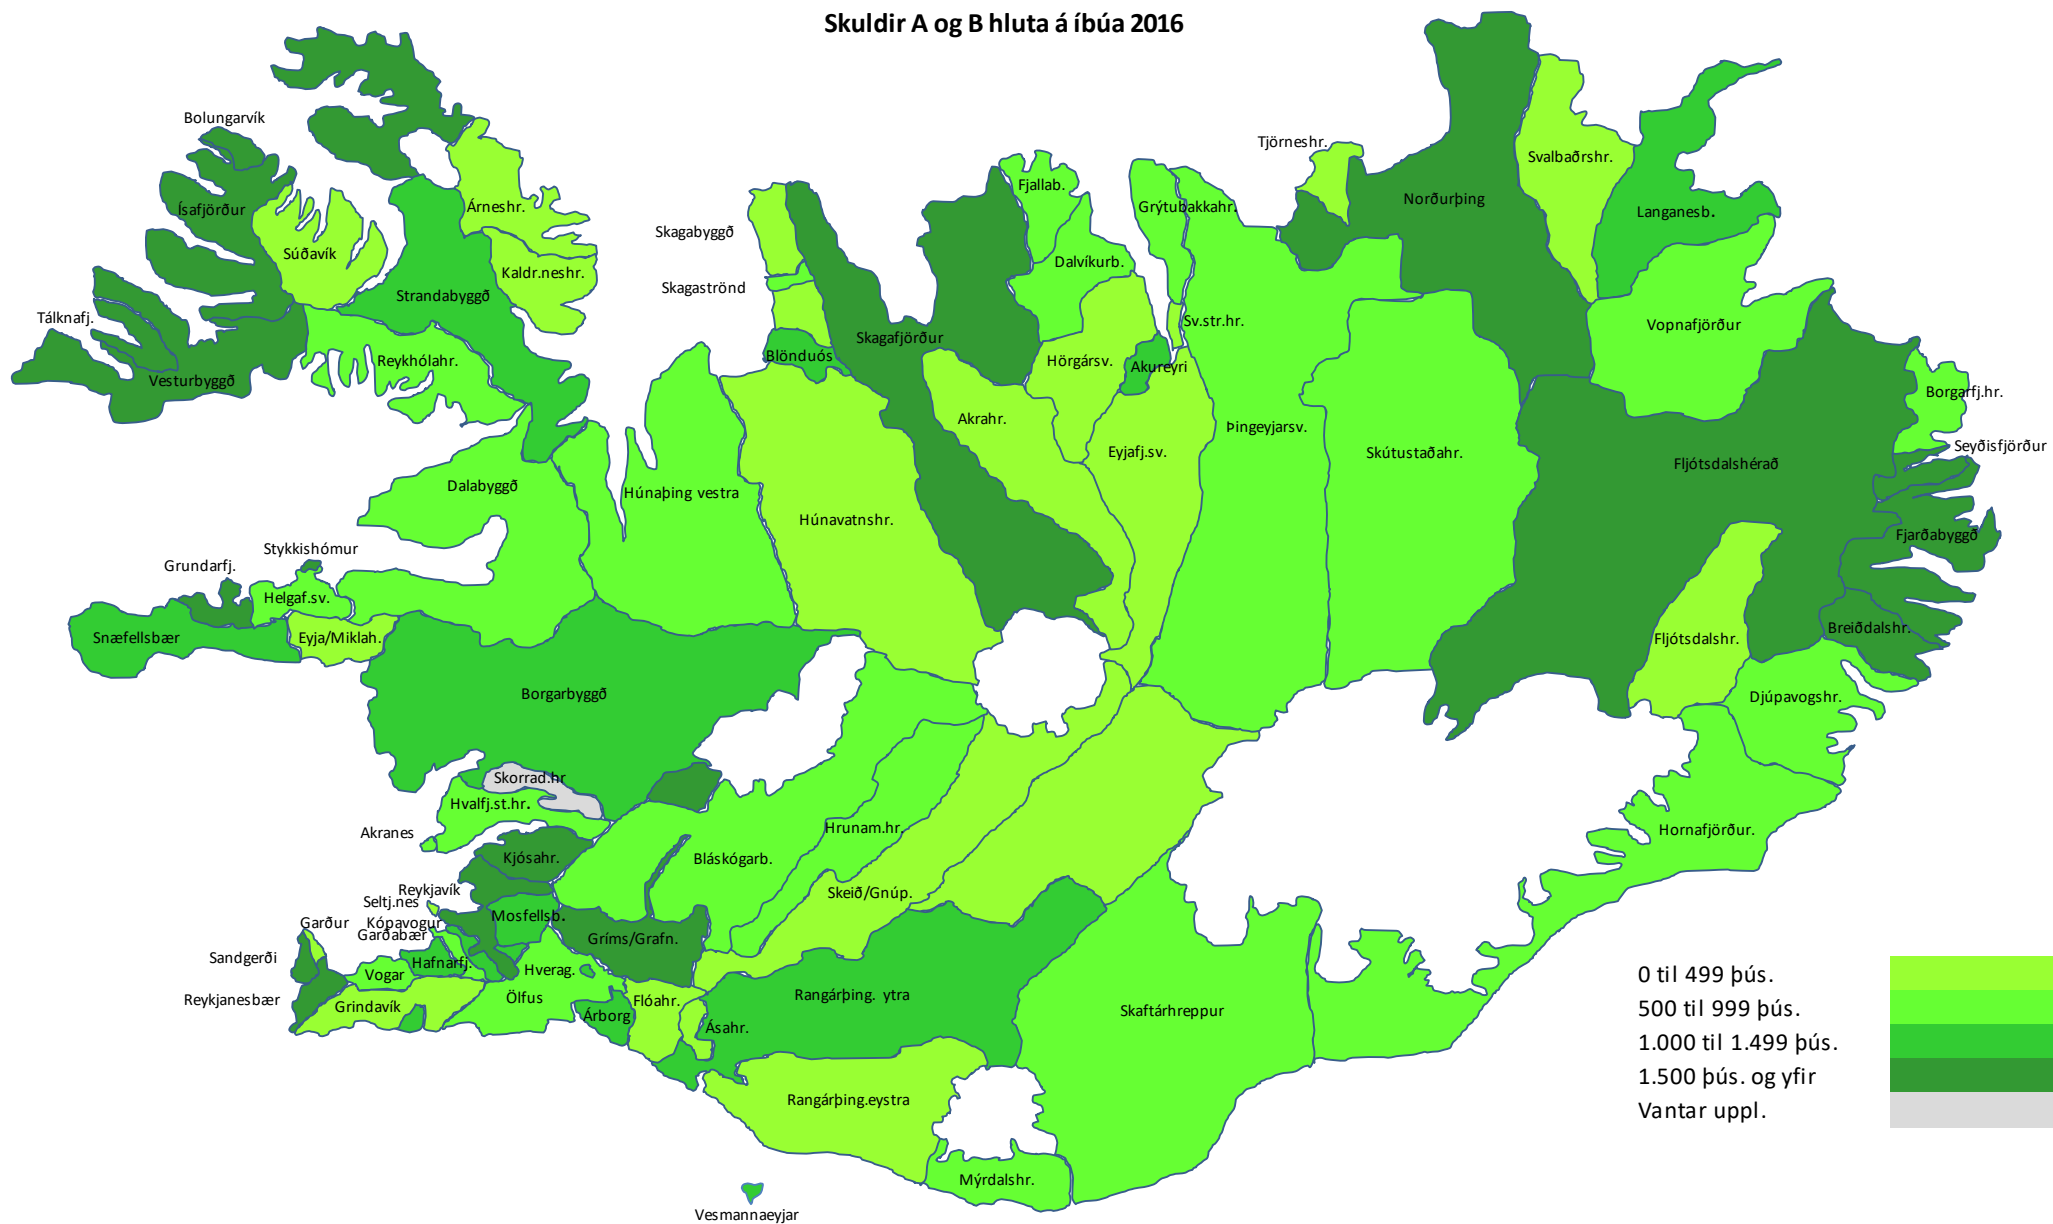 Skuldir A og B hluta á íbúa 2016
Bolungarvík
Ísafjörður
Súðavík
Árneshr.
Kaldr.neshr.
Strandabyggð
Tálknafj.
Vesturbyggð
Reykhólahr.
Skagabyggð
Skagaströnd
Blönduós
Skagafjörður
Fjallab.
Dalvíkurb.
Grýtubakkahr.
Sv.str.hr.
Hörgársv.
Akureyri
Tjörneshr.
Norðurþing
Svalbaðrshr.
Langanesb.
Vopnafjörður
Borgarfj.hr.
Seyðisfjörður
Akrahr.
Eyjafj.sv.
Þingeyjarsv.
Skútustaðahr.
Fljótsdalshérað
Fjarðabyggð
Breiðdalshr.
Fljótsdalshr.
Djúpavogshr.
Hornafjörður.
Dalabyggð
Húnaþing vestra
Húnavatnshr.
Stykkishómur
Grundarfj.
Helgaf.sv.
Snæfellsbær
Eyja/Miklah.
Borgarbyggð
Skorrad.hr
Hvalfj.st.hr.
Akranes
Kjósahr.
Reykjavík
Seltj.nes
Mosfellsb.
Kópavogur
Garðabær
Garður
Sandgerði
Hafnarfj.
Vogar
Reykjanesbær
Grindavík
Bláskógarb.
Hrunam.hr.
Skeið/Gnúp.
Gríms/Grafn.
Hverag.
Ölfus
Árborg
Flóahr.
Ásahr.
Rangárþing. ytra
Rangárþing.eystra
Skaftárhreppur
Mýrdalshr.
Vesmannaeyjar
0 til 499 þús.
500 til 999 þús.
1.000 til 1.499 þús.
1.500 þús. og yfir
Vantar uppl.